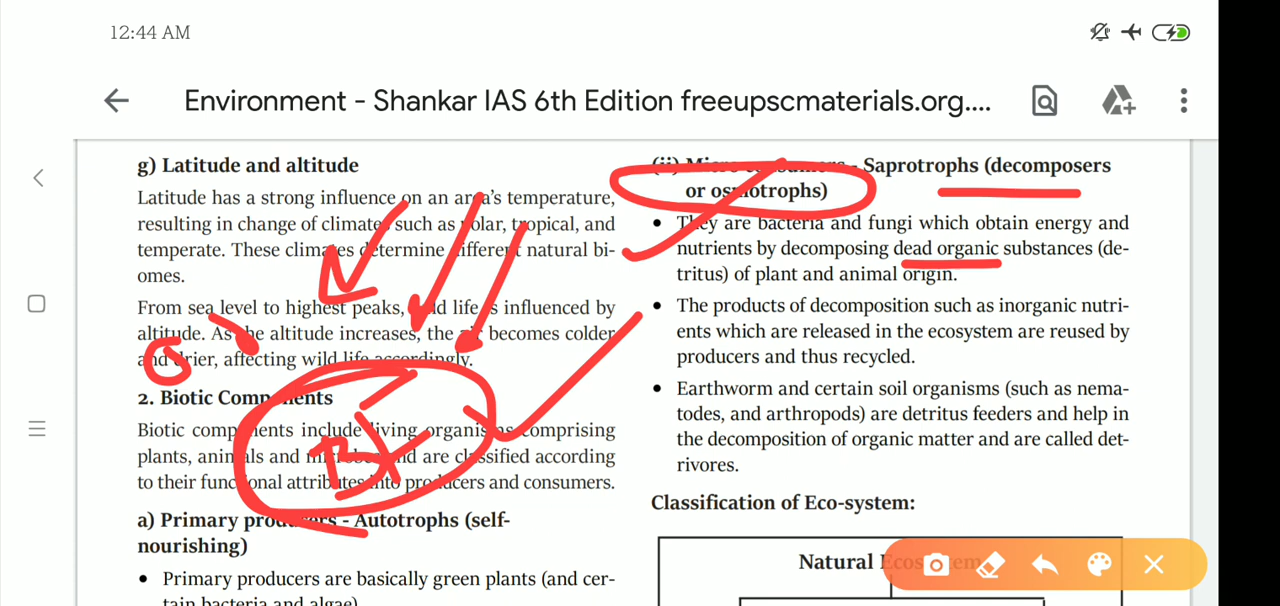 12:44 AM
Environment - Shankar IAS 6th Edition freeupscmaterials.org....
g) Latitude and altitude
Latitude has a strong influence on an area's temperature,
resulting in change of climates such as polar, tropical, and
temperate. These climates determine different natural bi-
omes.
From sea level to highest peaks, wild life is influenced by
altitude. As the altitude increases, the air becomes colder
and drier, affecting wild life accordingly.
2. Biotic Components
Biotic components include living organisms comprising
plants, animals and microbes and are classified according
to their functional attributes into producers and consumers.
a) Primary producers - Autotrophs (self-
nourishing)
• Primary producers are basically green plants (and cer-
tain bacteria and algae).
(ii) Micro consumers - Saprotrophs (decomposers
or osmotrophs)
• They are bacteria and fungi which obtain energy and
nutrients by decomposing dead organic substances (de-
tritus) of plant and animal origin.
• The products of decomposition such as inorganic nutri-
ents which are released in the ecosystem are reused by
producers and thus recycled.
• Earthworm and certain soil organisms (such as nema-
todes, and arthropods) are detritus feeders and help in
the decomposition of organic matter and are called det-
rivores.
Classification of Eco-system:
Natural Ecosystem